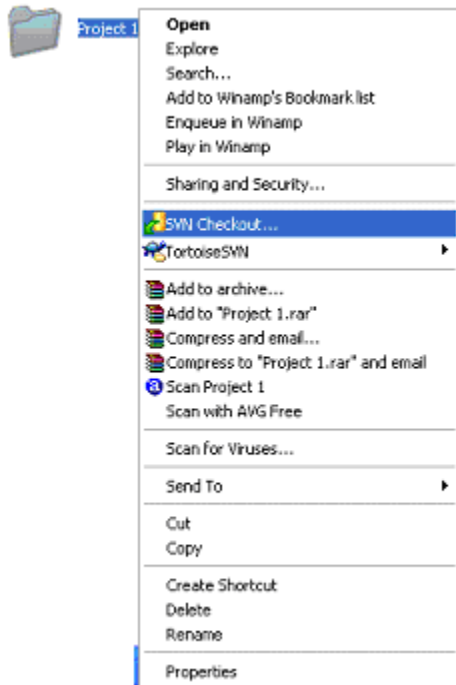 Project 1
Open
Explore
Search...
Add to Winamp's Bookmark list
Enqueue in Winamp
Play in Winamp
Sharing and Security...
SVN Checkout...
TortoiseSVN
Add to archive...
Add to "Project 1.rar"
Compress and email...
Compress to "Project 1.rar" and email
Scan Project 1
Scan with AVG Free
Scan for Viruses...
Send To
Cut
Copy
Create Shortcut
Delete
Rename
Properties